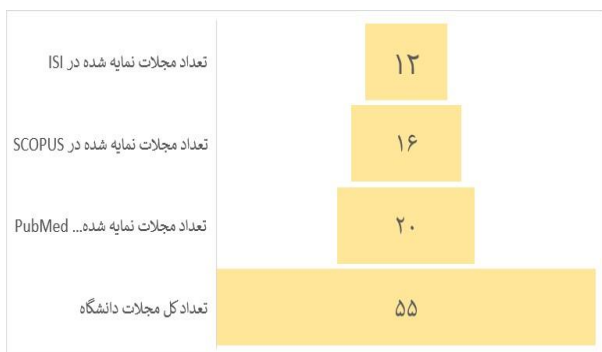 تعداد مجلات نمایه شده در ISI
۱۲
تعداد مجلات نمایه شده در SCOPUS
۱۶
تعداد مجلات نمایه شده... PubMed
۲۰
تعداد کل مجلات دانشگاه
۵۵